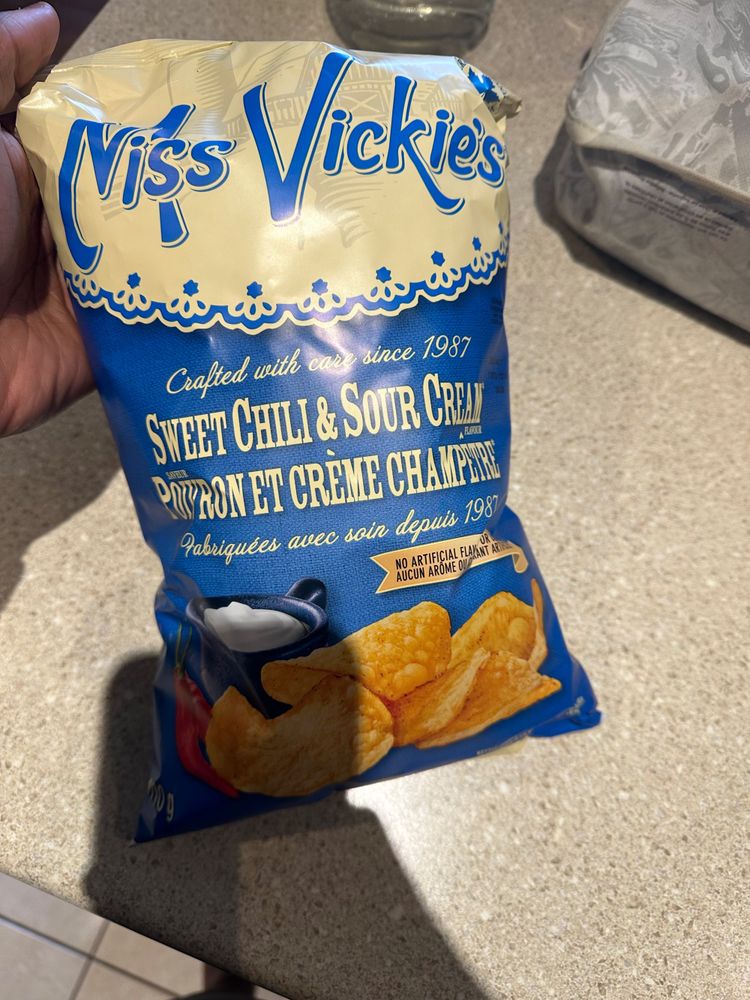 Miss Vickie's
Crafted with care since 1987
SWEET CHILI & SOUR CREAM
FLAVOUR
SAVEUR
POIVRON ET CRÈME CHAMPÊTRE
Fabriquées avec soin depuis 1987
NO ARTIFICIAL
AUCUN ARÔME
g